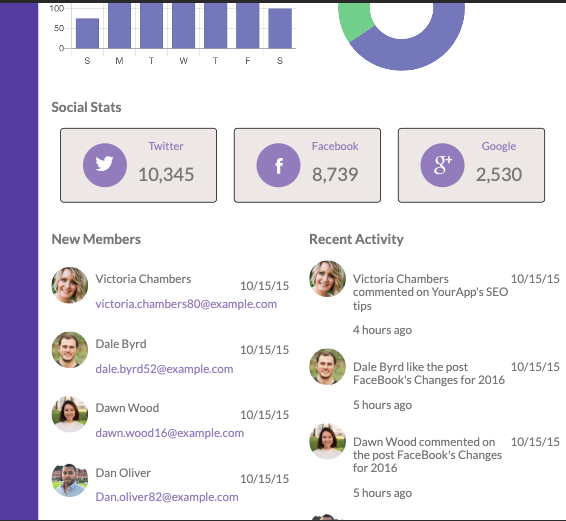 100
50
0
S M T W T F S
Social Stats
Twitter
10,345
Facebook
8,739
Google
2,530
New Members
Victoria Chambers
10/15/15
victoria.chambers80@example.com
Dale Byrd
10/15/15
dale.byrd52@example.com
Dawn Wood
10/15/15
dawn.wood16@example.com
Dan Oliver
10/15/15
Dan.oliver82@example.com
Recent Activity
Victoria Chambers 10/15/15
commented on YourApp's SEO
tips
4 hours ago
Dale Byrd like the post 10/15/15
FaceBook's Changes for 2016
5 hours ago
Dawn Wood commented on 10/15/15
the post FaceBook's Changes
for 2016
5 hours ago